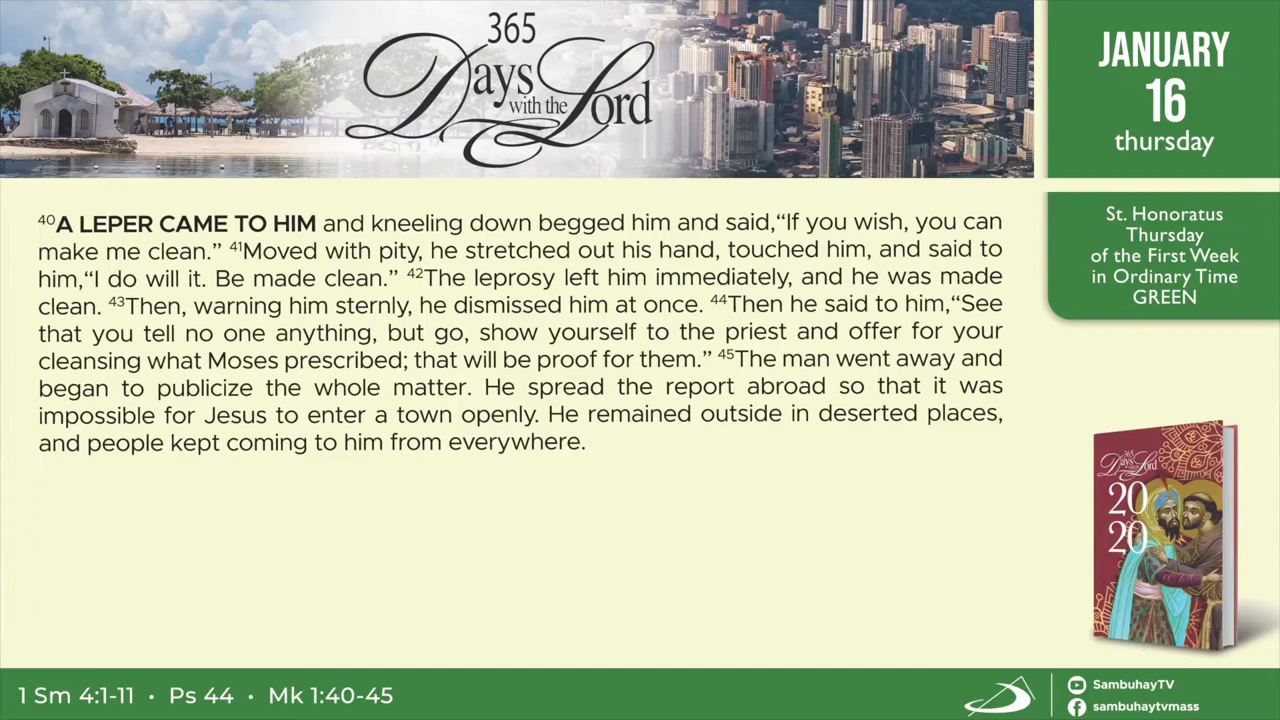 365
Days with the Lord
JANUARY
16
thursday
St. Honoratus
Thursday
of the First Week
in Ordinary Time
GREEN
⁴⁰A LEPER CAME TO HIM and kneeling down begged him and said,“If you wish, you can
make me clean.” ⁴¹Moved with pity, he stretched out his hand, touched him, and said to
him,“I do will it. Be made clean.” ⁴²The leprosy left him immediately, and he was made
clean. ⁴³Then, warning him sternly, he dismissed him at once. ⁴⁴Then he said to him,“See
that you tell no one anything, but go, show yourself to the priest and offer for your
cleansing what Moses prescribed; that will be proof for them.” ⁴⁵The man went away and
began to publicize the whole matter. He spread the report abroad so that it was
impossible for Jesus to enter a town openly. He remained outside in deserted places,
and people kept coming to him from everywhere.
365
Days with the Lord
20
20
1 Sm 4:1-11 • Ps 44 • Mk 1:40-45
SambuhayTV
sambuhaytvmass